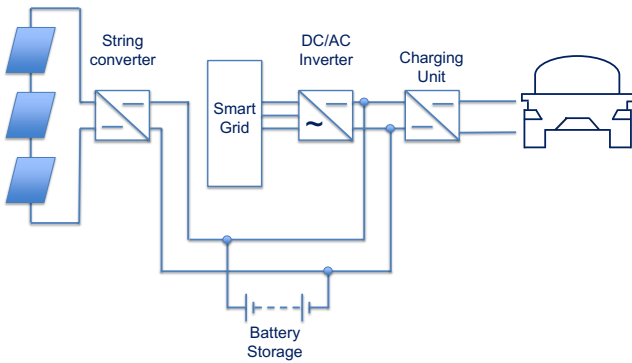 String
converter
DC/AC
Inverter
Charging
Unit
Smart
Grid
~
Battery
Storage